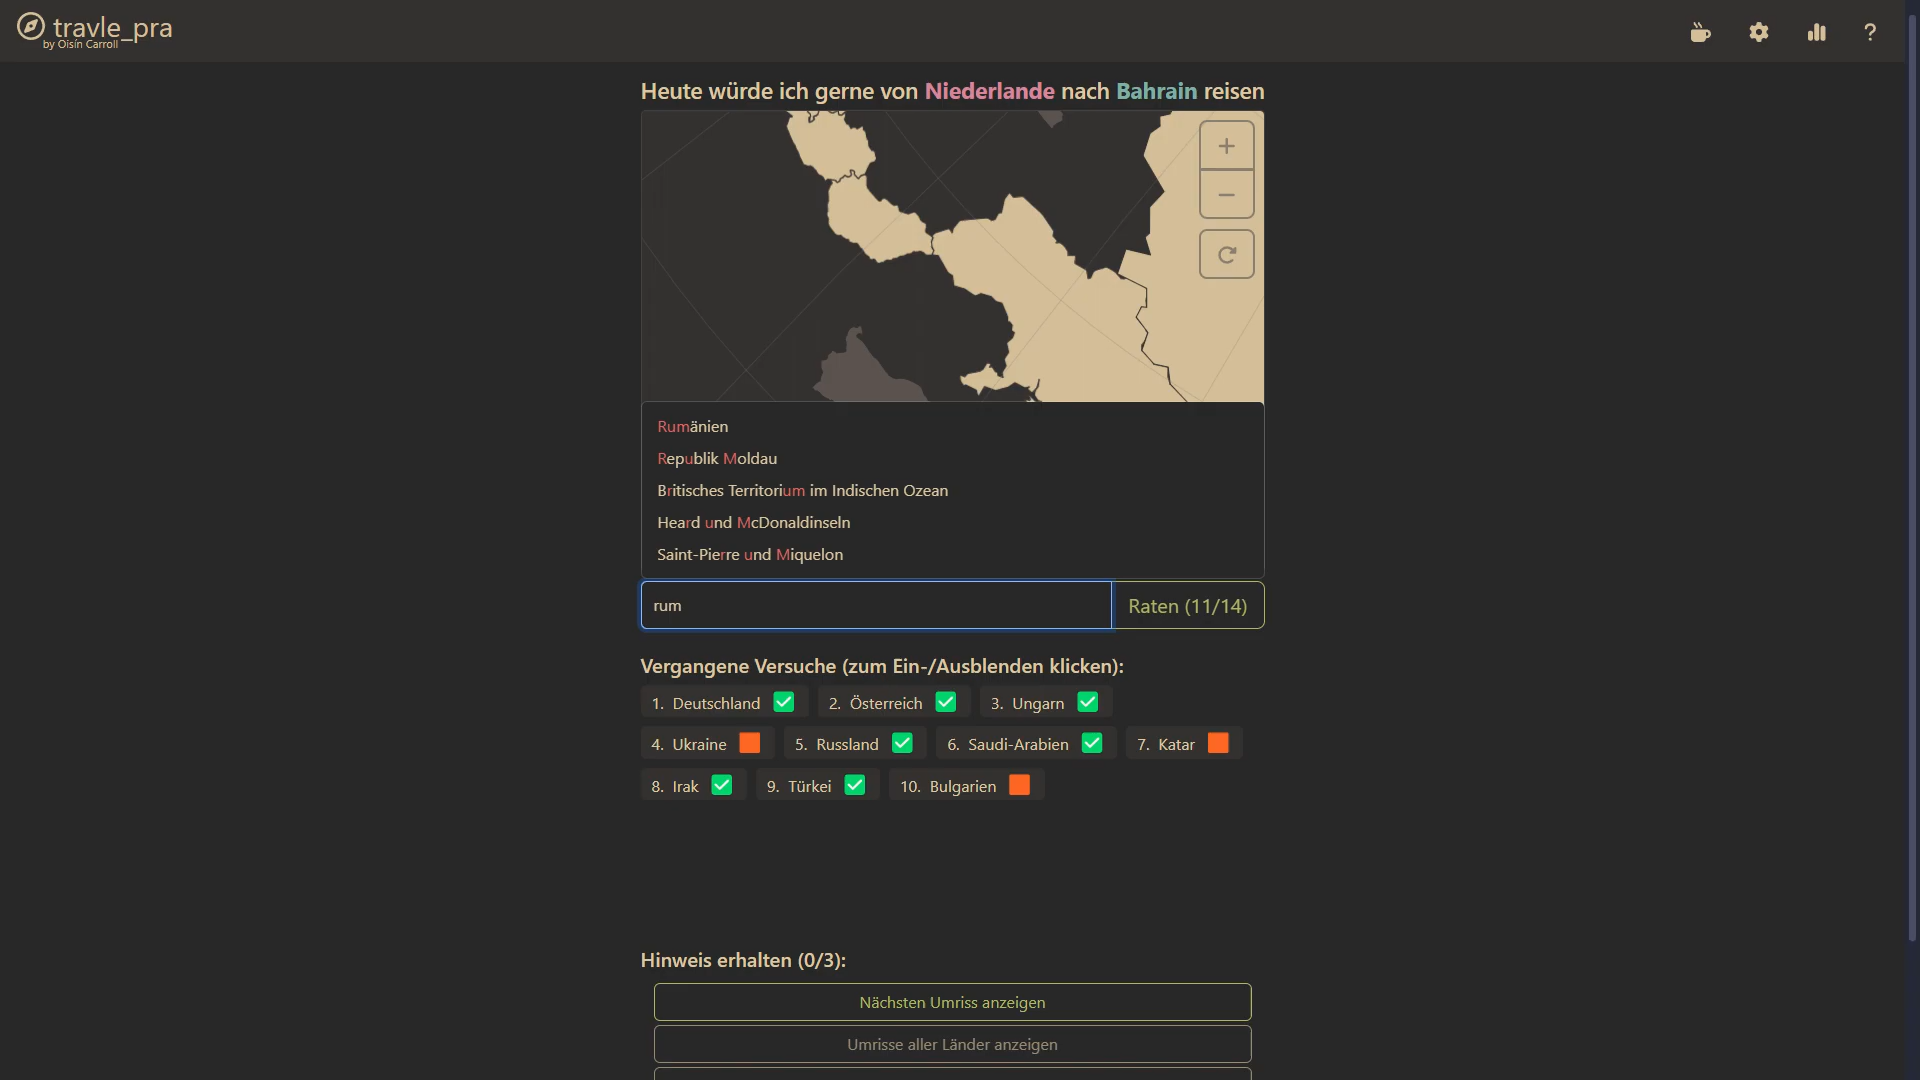 travle_pra
by Oisín Carroll
Heute würde ich gerne von Niederlande nach Bahrain reisen
Rumänien
Republik Moldau
Britisches Territorium im Indischen Ozean
Heard und McDonaldinseln
Saint-Pierre und Miquelon
rum
Raten (11/14)
Vergangene Versuche (zum Ein-/Ausblenden klicken):
1. Deutschland 2. Österreich 3. Ungarn
4. Ukraine 5. Russland 6. Saudi-Arabien 7. Katar
8. Irak 9. Türkei 10. Bulgarien
Hinweis erhalten (0/3):
Nächsten Umriss anzeigen
Umrisse aller Länder anzeigen